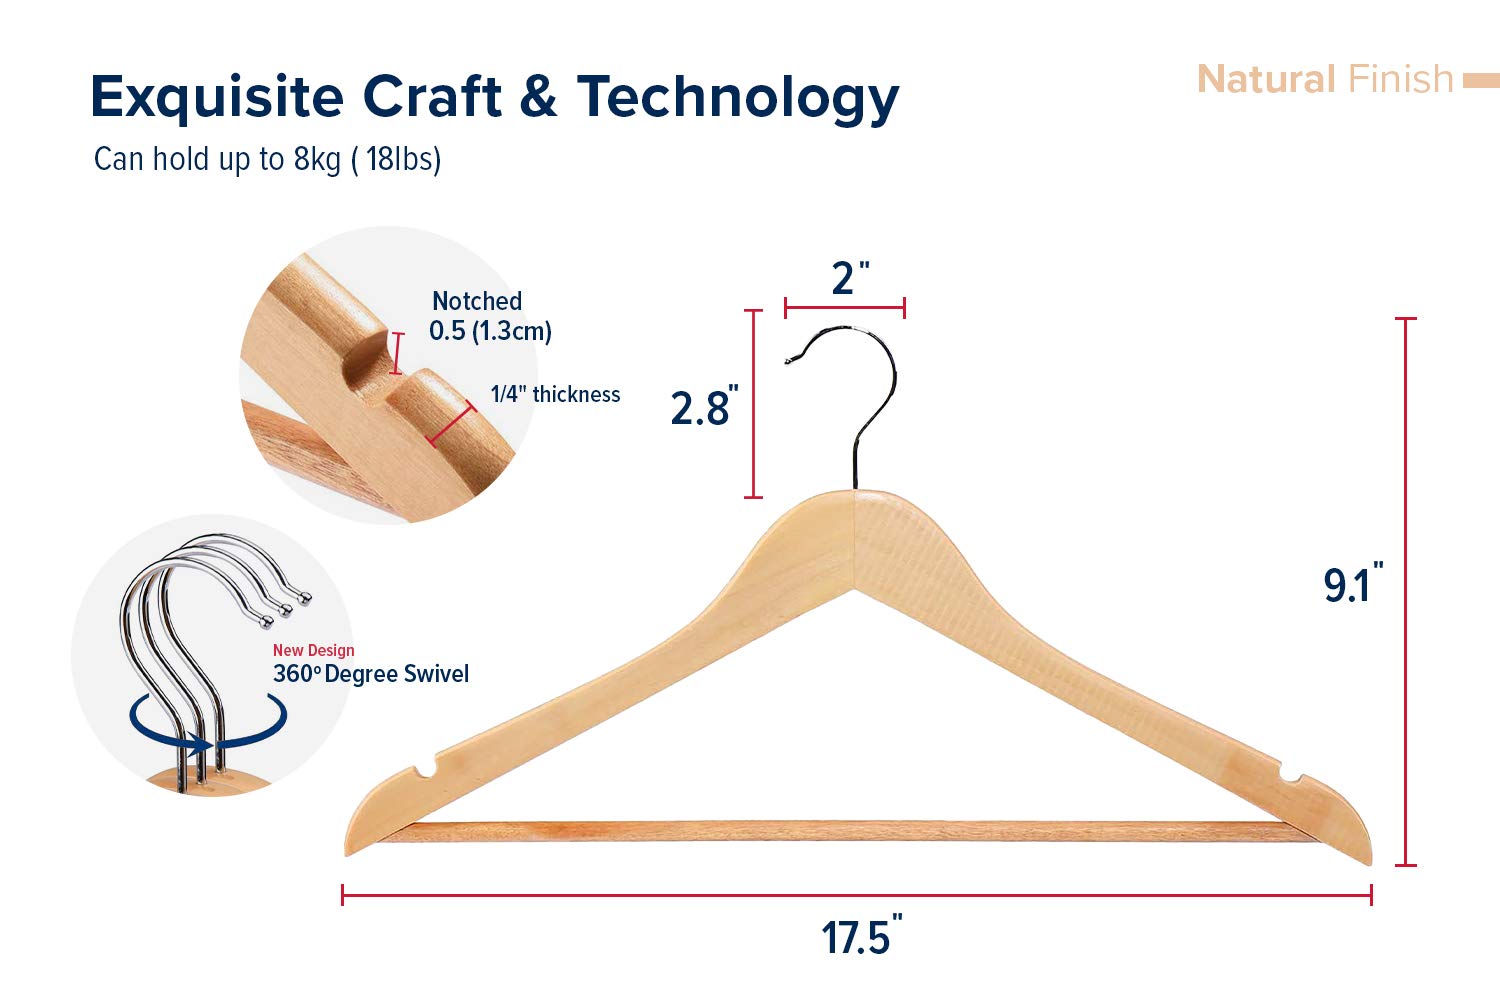 Exquisite Craft & Technology
Can hold up to 8kg ( 18lbs)
Natural Finish
Notched
0.5 (1.3cm)
1/4" thickness
2"
2.8"
9.1"
New Design
360º Degree Swivel
17.5"